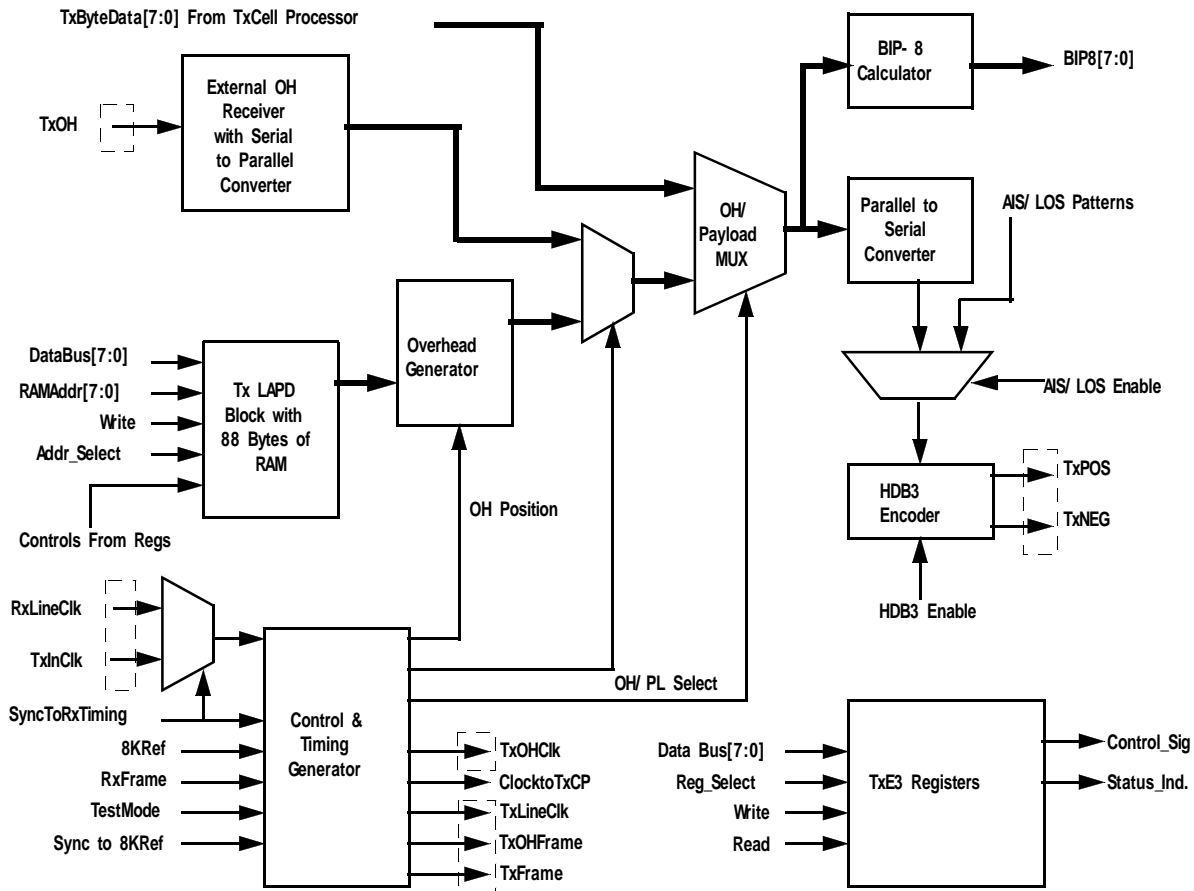 TxByteData[7:0] From TxCell Processor
TxOH
External OH
Receiver
with Serial
to Parallel
Converter
BIP- 8
Calculator
BIP8[7:0]
OH/
Payload
MUX
Parallel to
Serial
Converter
AIS/ LOS Patterns
DataBus[7:0]
RAMAddr[7:0]
Write
Addr_Select
Controls From Regs
Tx LAPD
Block with
88 Bytes of
RAM
Overhead
Generator
AIS/ LOS Enable
HDB3
Encoder
TxPOS
TxNEG
HDB3 Enable
OH Position
RxLineClk
TxInClk
SyncToRxTiming
8KRef
RxFrame
TestMode
Sync to 8KRef
Control &
Timing
Generator
OH/ PL Select
TxOHClk
ClocktoTxCP
TxLineClk
TxOHFrame
TxFrame
Data Bus[7:0]
Reg_Select
Write
Read
TxE3 Registers
Control_Sig
Status_Ind.